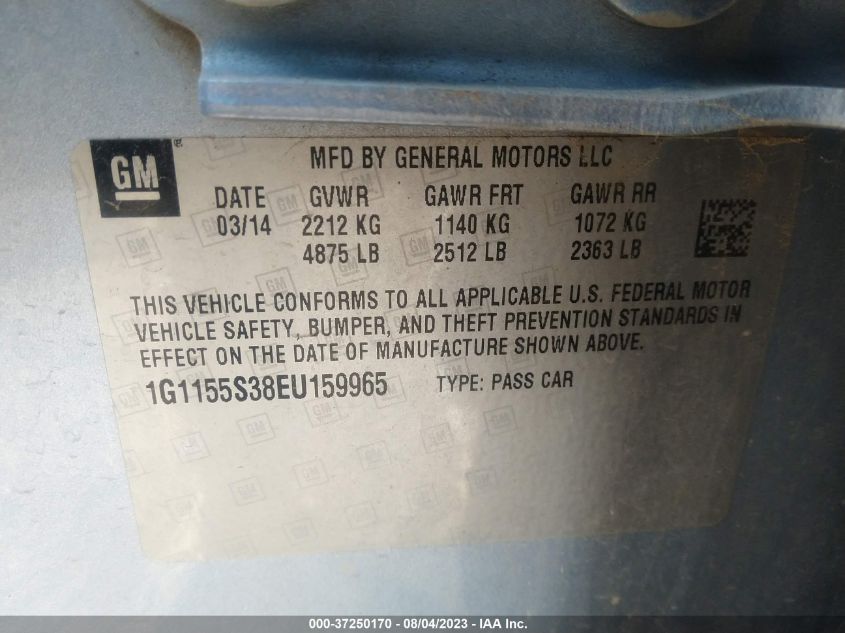 GM
MFD BY GENERAL MOTORS LLC
DATE GVWR GAWR FRT GAWR RR
03/14 2212 KG 1140 KG 1072 KG
4875 LB 2512 LB 2363 LB
THIS VEHICLE CONFORMS TO ALL APPLICABLE U.S. FEDERAL MOTOR
VEHICLE SAFETY, BUMPER, AND THEFT PREVENTION STANDARDS IN
EFFECT ON THE DATE OF MANUFACTURE SHOWN ABOVE.
1G1155S38EU159965 TYPE: PASS CAR
000-37250170 - 08/04/2023 - IAA Inc.